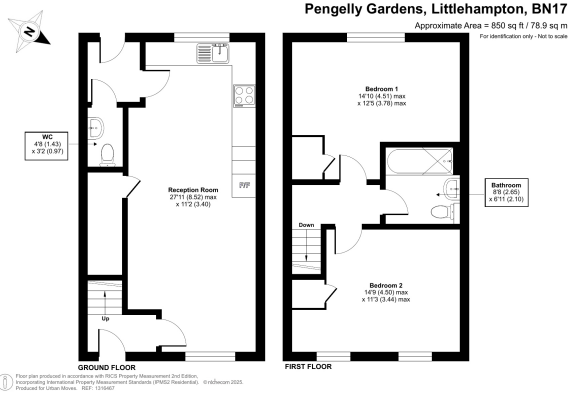 Pengelly Gardens, Littlehampton, BN17
Approximate Area = 850 sq ft / 78.9 sq m
For identification only - Not to scale
N
WC
4'8 (1.43)
x 3'2 (0.97)
Reception Room
27'11 (8.52) max
x 11'2 (3.40)
F/F
Up
GROUND FLOOR
Bedroom 1
14'10 (4.51) max
x 12'5 (3.78) max
Bathroom
8'8 (2.65)
x 6'11 (2.10)
Down
Bedroom 2
14'9 (4.50) max
x 11'3 (3.44) max
FIRST FLOOR
Floor plan produced in accordance with RICS Property Measurement 2nd Edition,
Incorporating International Property Measurement Standards (IPMS2 Residential). © nichecom 2025.
Produced for Urban Moves. REF: 1316467